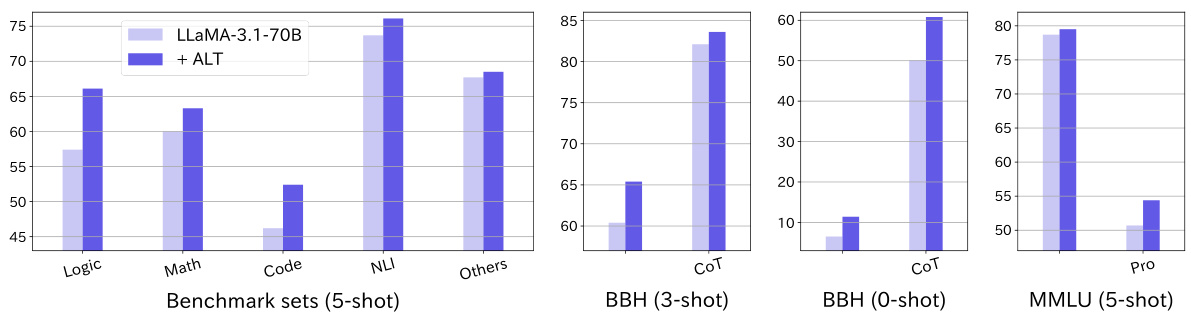 LLaMA-3.1-70B
+ ALT
75
70
65
60
55
50
45
Logic
Math
Code
NLI
Others
Benchmark sets (5-shot)
85
80
75
70
65
60
CoT
BBH (3-shot)
60
50
40
30
20
10
CoT
BBH (0-shot)
80
75
70
65
60
55
50
Pro
MMLU (5-shot)